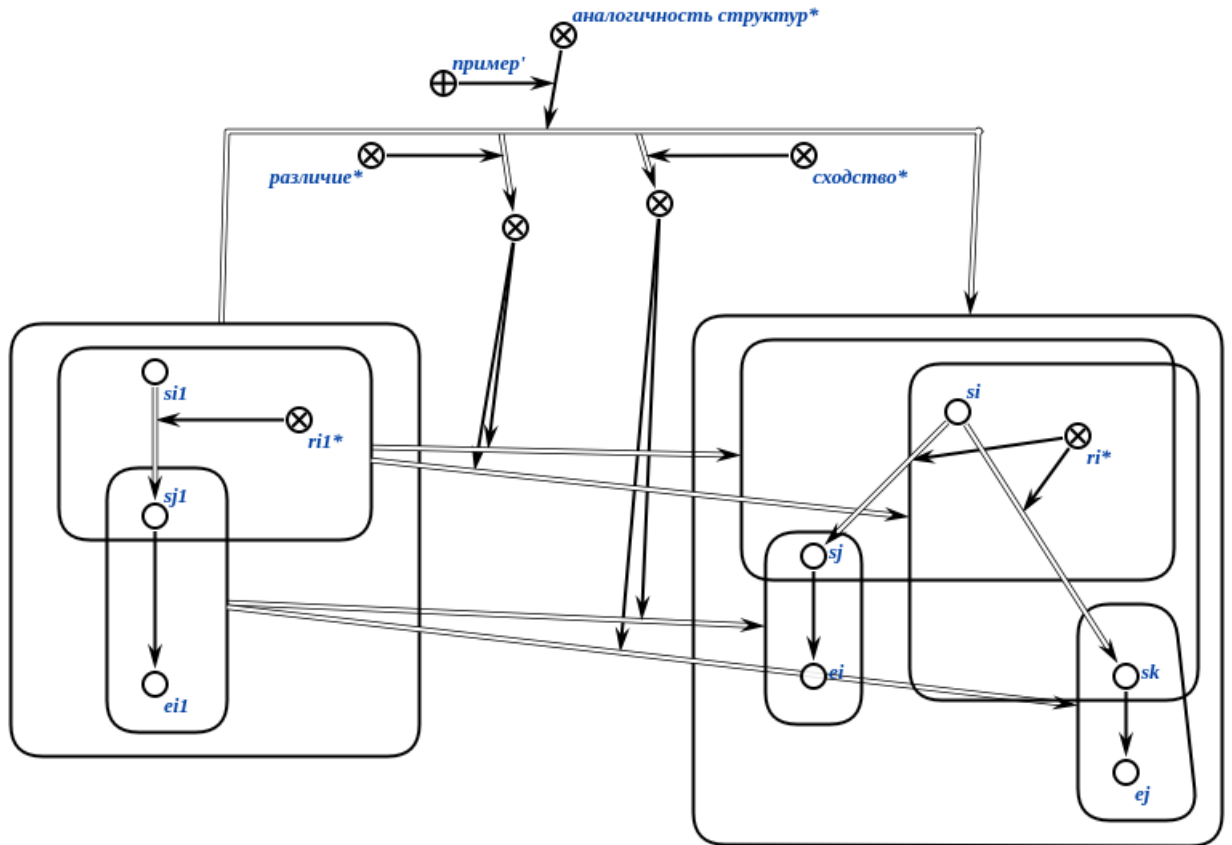 аналогичность структур*
пример'
различие*
сходство*
si1
ri1*
sj1
ei1
si
ri*
sj
ei
sk
ej